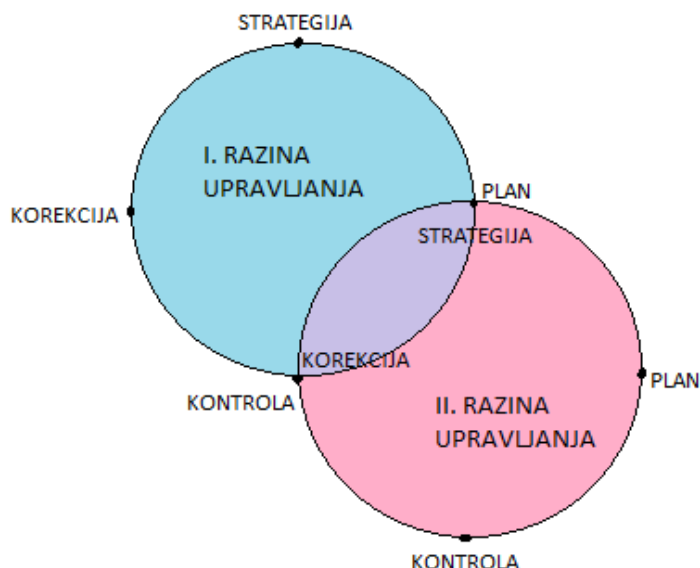 STRATEGIJA
I. RAZINA
UPRAVLJANJA
PLAN
KOREKCIJA
STRATEGIJA
KOREKCIJA
PLAN
KONTROLA
II. RAZINA
UPRAVLJANJA
KONTROLA